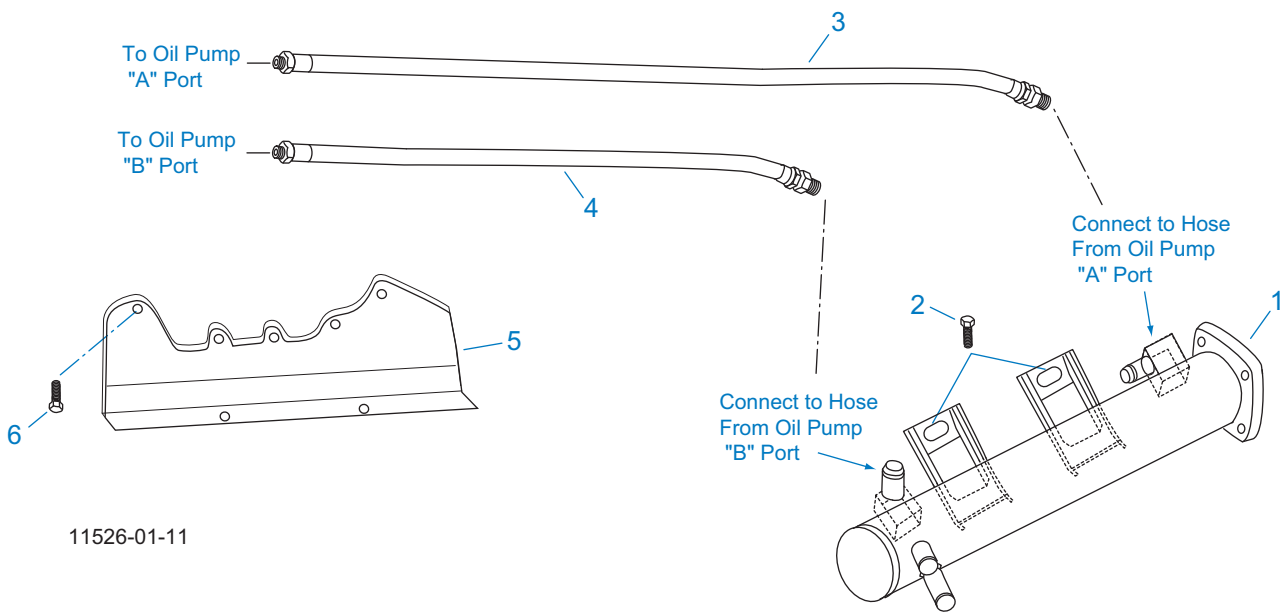 3
To Oil Pump
"A" Port
To Oil Pump
"B" Port
4
Connect to Hose
From Oil Pump
"A" Port
2
1
5
Connect to Hose
From Oil Pump
"B" Port
6
11526-01-11